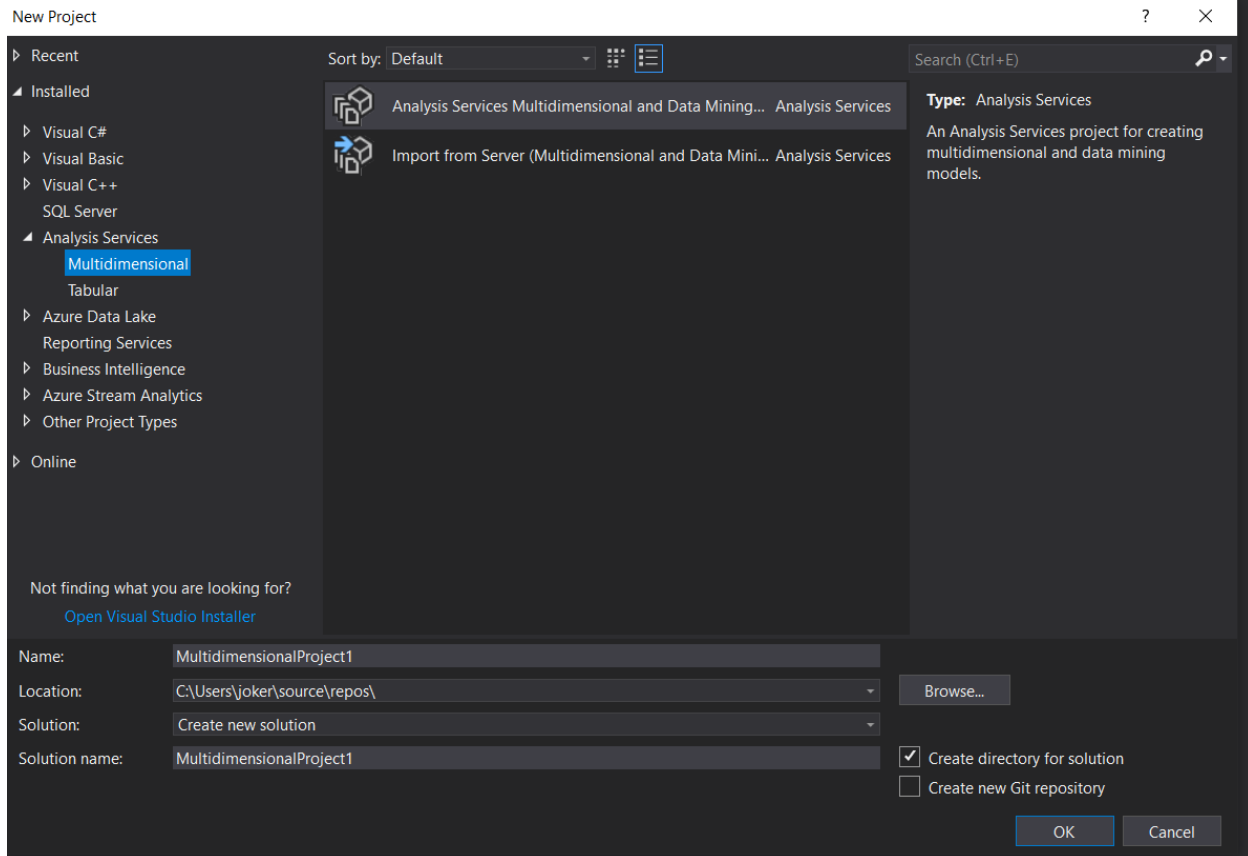 New Project
?
Recent
Installed
Visual C#
Visual Basic
Visual C++
SQL Server
Analysis Services
Multidimensional
Tabular
Azure Data Lake
Reporting Services
Business Intelligence
Azure Stream Analytics
Other Project Types
Online
Not finding what you are looking for?
Open Visual Studio Installer
Sort by: Default
Analysis Services Multidimensional and Data Mining... Analysis Services
Import from Server (Multidimensional and Data Mini... Analysis Services
Search (Ctrl+E)
Type: Analysis Services
An Analysis Services project for creating
multidimensional and data mining
models.
Name: MultidimensionalProject1
Location: C:\Users\joker\source\repos\
Browse...
Solution: Create new solution
Solution name: MultidimensionalProject1
Create directory for solution
Create new Git repository
OK Cancel